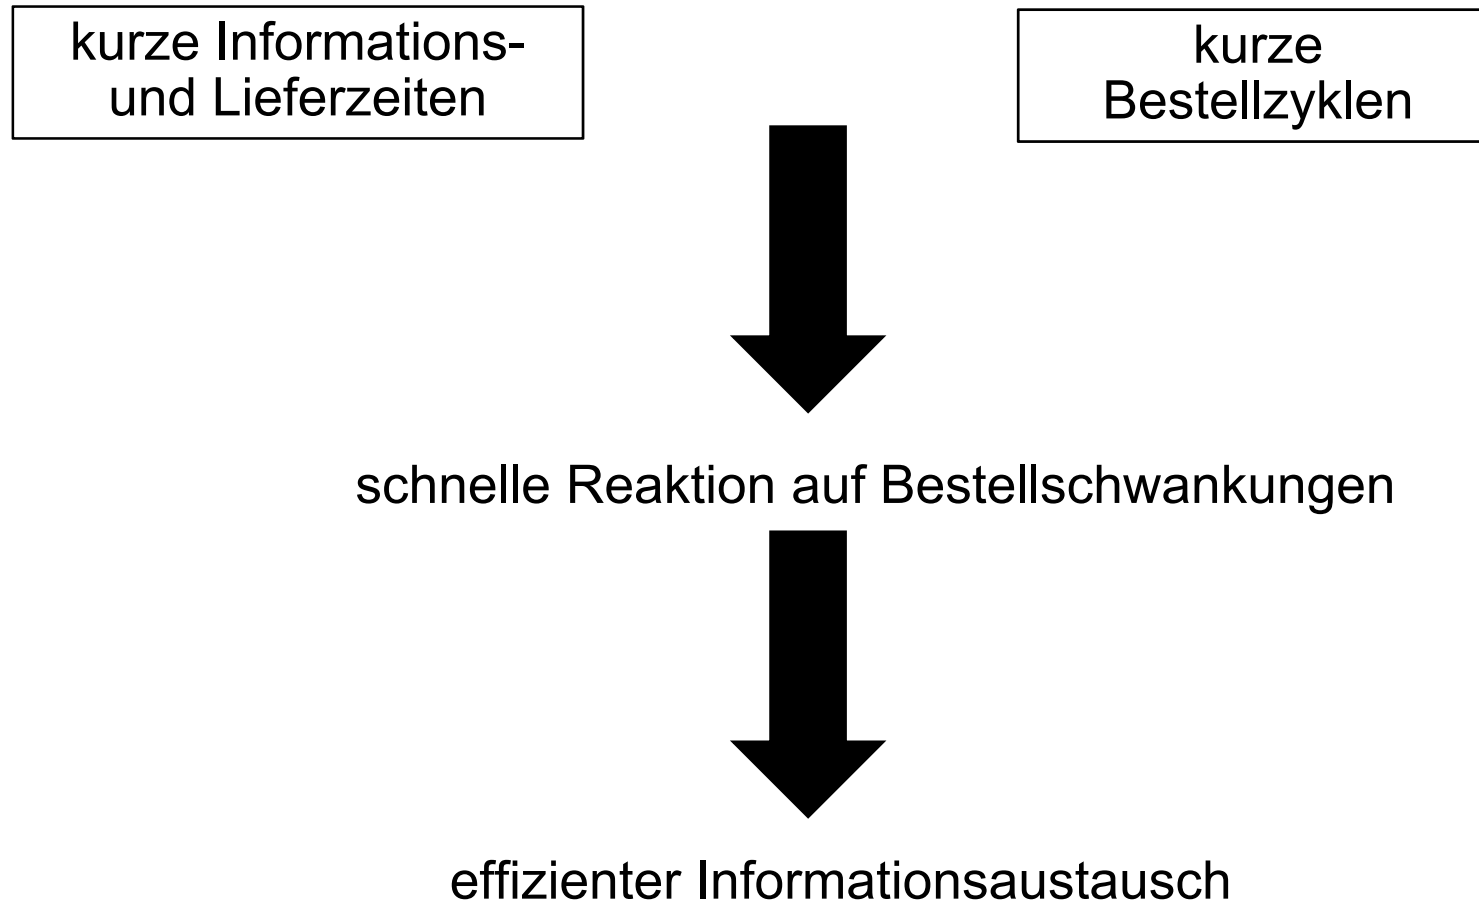 kurze Informations-
und Lieferzeiten
kurze
Bestellzyklen
schnelle Reaktion auf Bestellschwankungen
effizienter Informationsaustausch